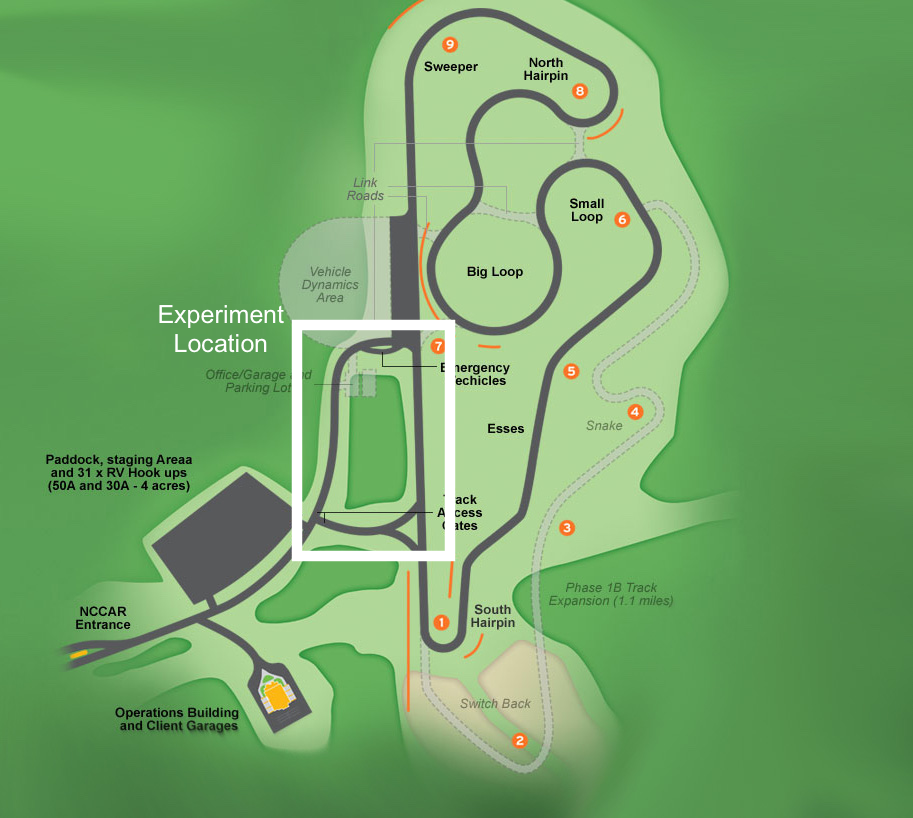 9
Sweeper
North
Hairpin
8
Link
Roads
Small
Loop
6
Vehicle
Dynamics
Area
Big Loop
Experiment
Location
7
Emergency
Vechicles
Office/Garage and
Parking Lot
5
4
Snake
Esses
Paddock, staging Areaa
and 31 x RV Hook ups
(50A and 30A - 4 acres)
Track
Access
Gates
3
Phase 1B Track
Expansion (1.1 miles)
NCCAR
Entrance
1
South
Hairpin
Switch Back
Operations Building
and Client Garages
2